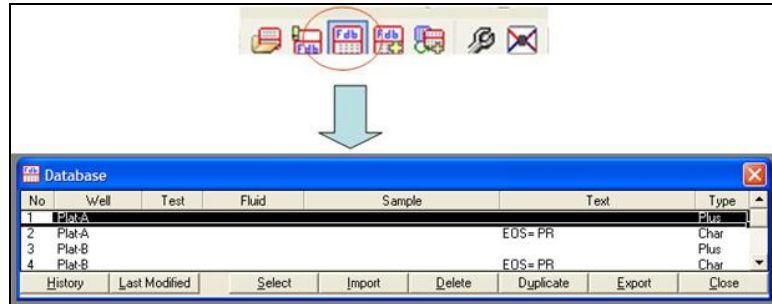 Fdb Fdb Fdb
Database
No Well Test Fluid Sample Text Type
1 Plat-A Plus
2 Plat-A EOS= PR Char
3 Plat-B Plus
4 Plat-B EOS= PR Char
History Last Modified Select Import Delete Duplicate Export Close